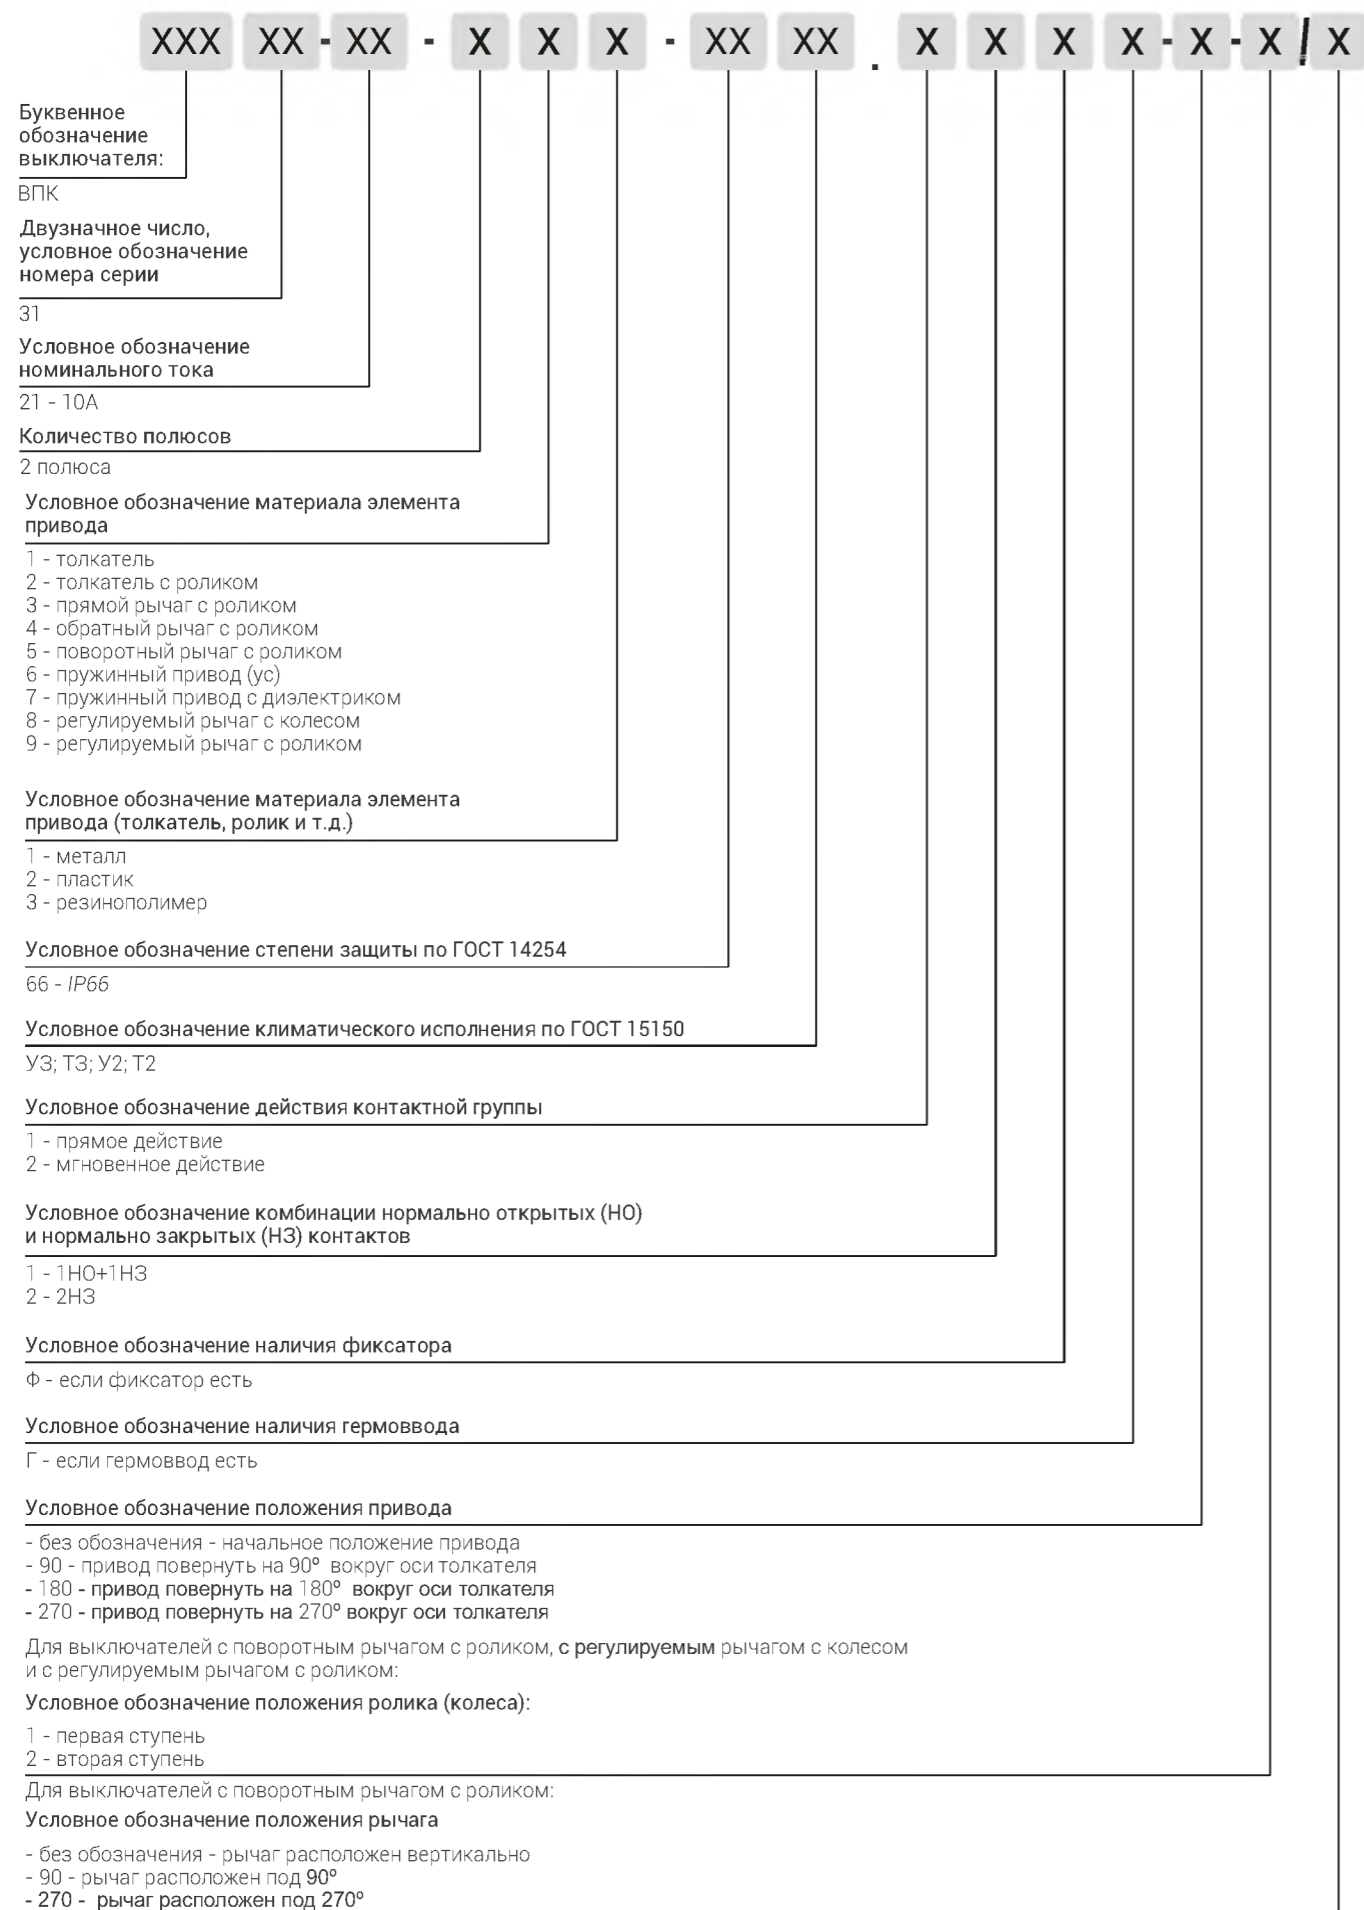 XXX XX - XX - X X X - XX XX . X X X X - X - X / X
Буквенное
обозначение
выключателя:
ВПК
Двузначное число,
условное обозначение
номера серии
31
Условное обозначение
номинального тока
21 - 10А
Количество полюсов
2 полюса
Условное обозначение материала элемента
привода
1 - толкатель
2 - толкатель с роликом
3 - прямой рычаг с роликом
4 - обратный рычаг с роликом
5 - поворотный рычаг с роликом
6 - пружинный привод (ус)
7 - пружинный привод с диэлектриком
8 - регулируемый рычаг с колесом
9 - регулируемый рычаг с роликом
Условное обозначение материала элемента
привода (толкатель, ролик и т.д.)
1 - металл
2 - пластик
3 - резинополимер
Условное обозначение степени защиты по ГОСТ 14254
66 - IP66
Условное обозначение климатического исполнения по ГОСТ 15150
У3; Т3; У2; Т2
Условное обозначение действия контактной группы
1 - прямое действие
2 - мгновенное действие
Условное обозначение комбинации нормально открытых (НО)
и нормально закрытых (НЗ) контактов
1 - 1НО+1НЗ
2 - 2НЗ
Условное обозначение наличия фиксатора
Ф - если фиксатор есть
Условное обозначение наличия гермоввода
Г - если гермоввод есть
Условное обозначение положения привода
- без обозначения - начальное положение привода
- 90 - привод повернуть на 90º вокруг оси толкателя
- 180 - привод повернуть на 180º вокруг оси толкателя
- 270 - привод повернуть на 270º вокруг оси толкателя
Для выключателей с поворотным рычагом с роликом, с регулируемым рычагом с колесом
и с регулируемым рычагом с роликом:
Условное обозначение положения ролика (колеса):
1 - первая ступень
2 - вторая ступень
Для выключателей с поворотным рычагом с роликом:
Условное обозначение положения рычага
- без обозначения - рычаг расположен вертикально
- 90 - рычаг расположен под 90º
- 270 - рычаг расположен под 270º